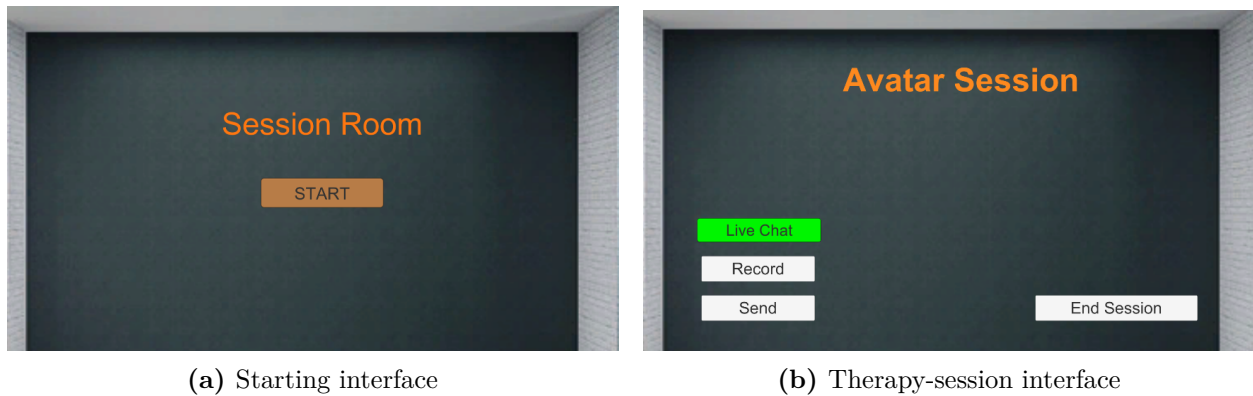 Session Room
START
(a) Starting interface
Avatar Session
Live Chat
Record
Send
End Session
(b) Therapy-session interface